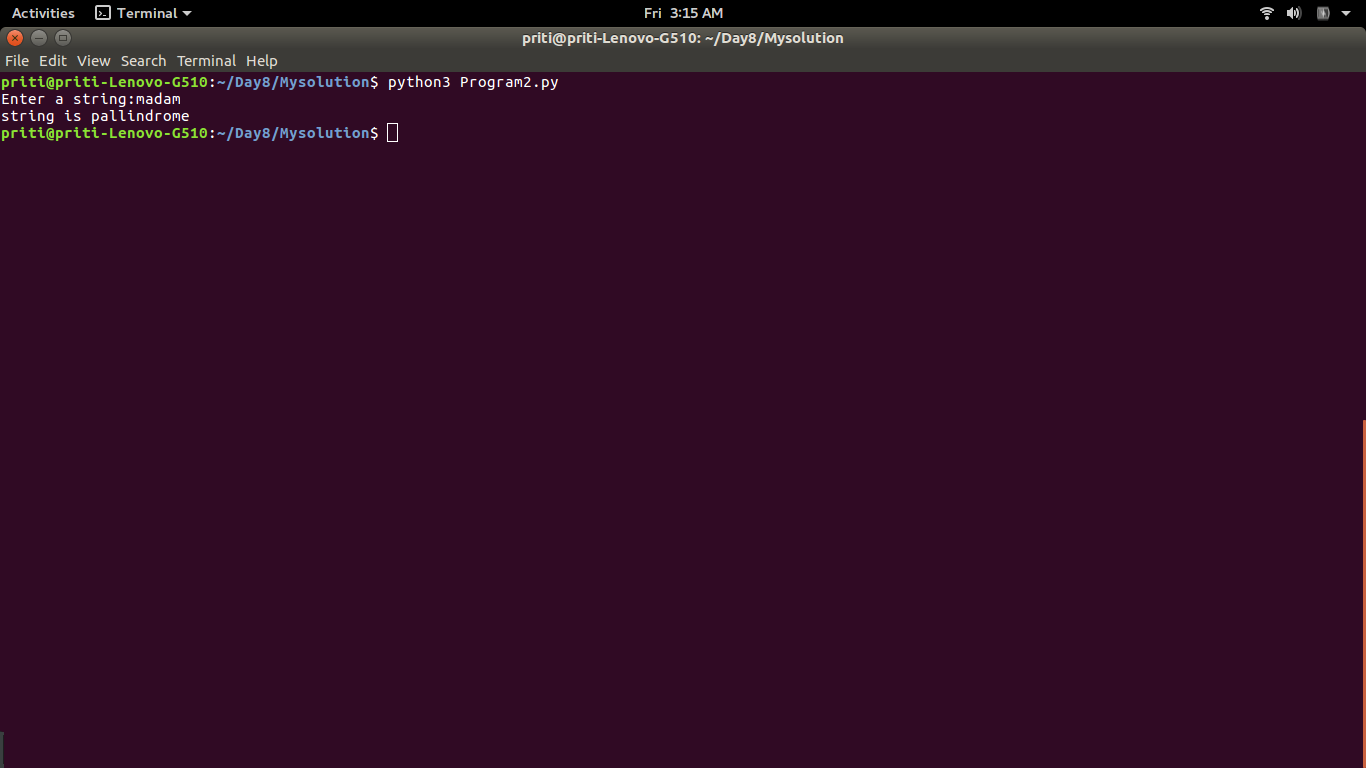 Activities Terminal Fri 3:15 AM
priti@priti-Lenovo-G510: ~/Day8/Mysolution
File Edit View Search Terminal Help
priti@priti-Lenovo-G510:~/Day8/Mysolution$ python3 Program2.py
Enter a string:madam
string is pallindrome
priti@priti-Lenovo-G510:~/Day8/Mysolution$